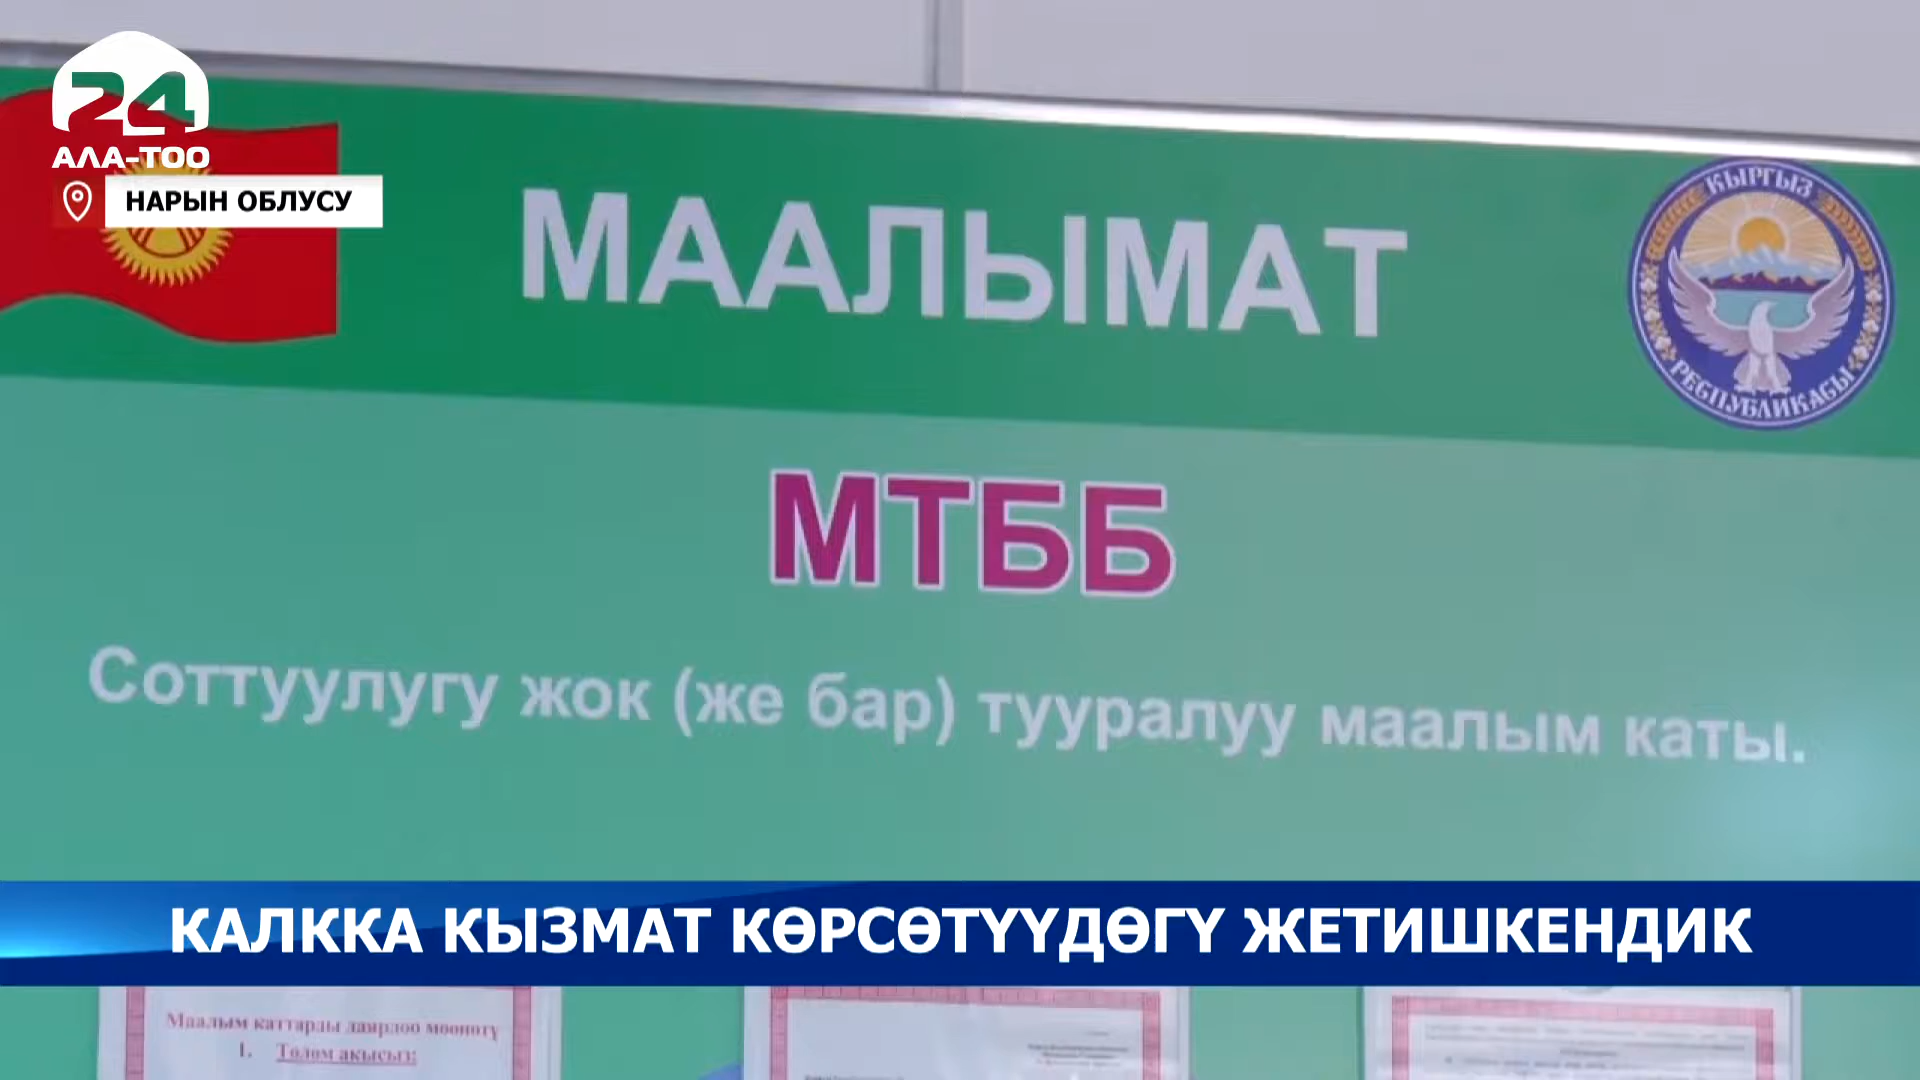 24
АЛА-ТОО
НАРЫН ОБЛУСУ
МААЛЫМАТ
КЫРГЫЗ
РЕСПУБЛИКАСЫ
МТББ
Соттуулугу жок (же бар) тууралуу маалым каты.
КАЛККА КЫЗМАТ КӨРСӨТҮҮДӨГҮ ЖЕТИШКЕНДИК
Маалым каттарды даярдоо мөөнөтү
1. Төлөм акысыз: